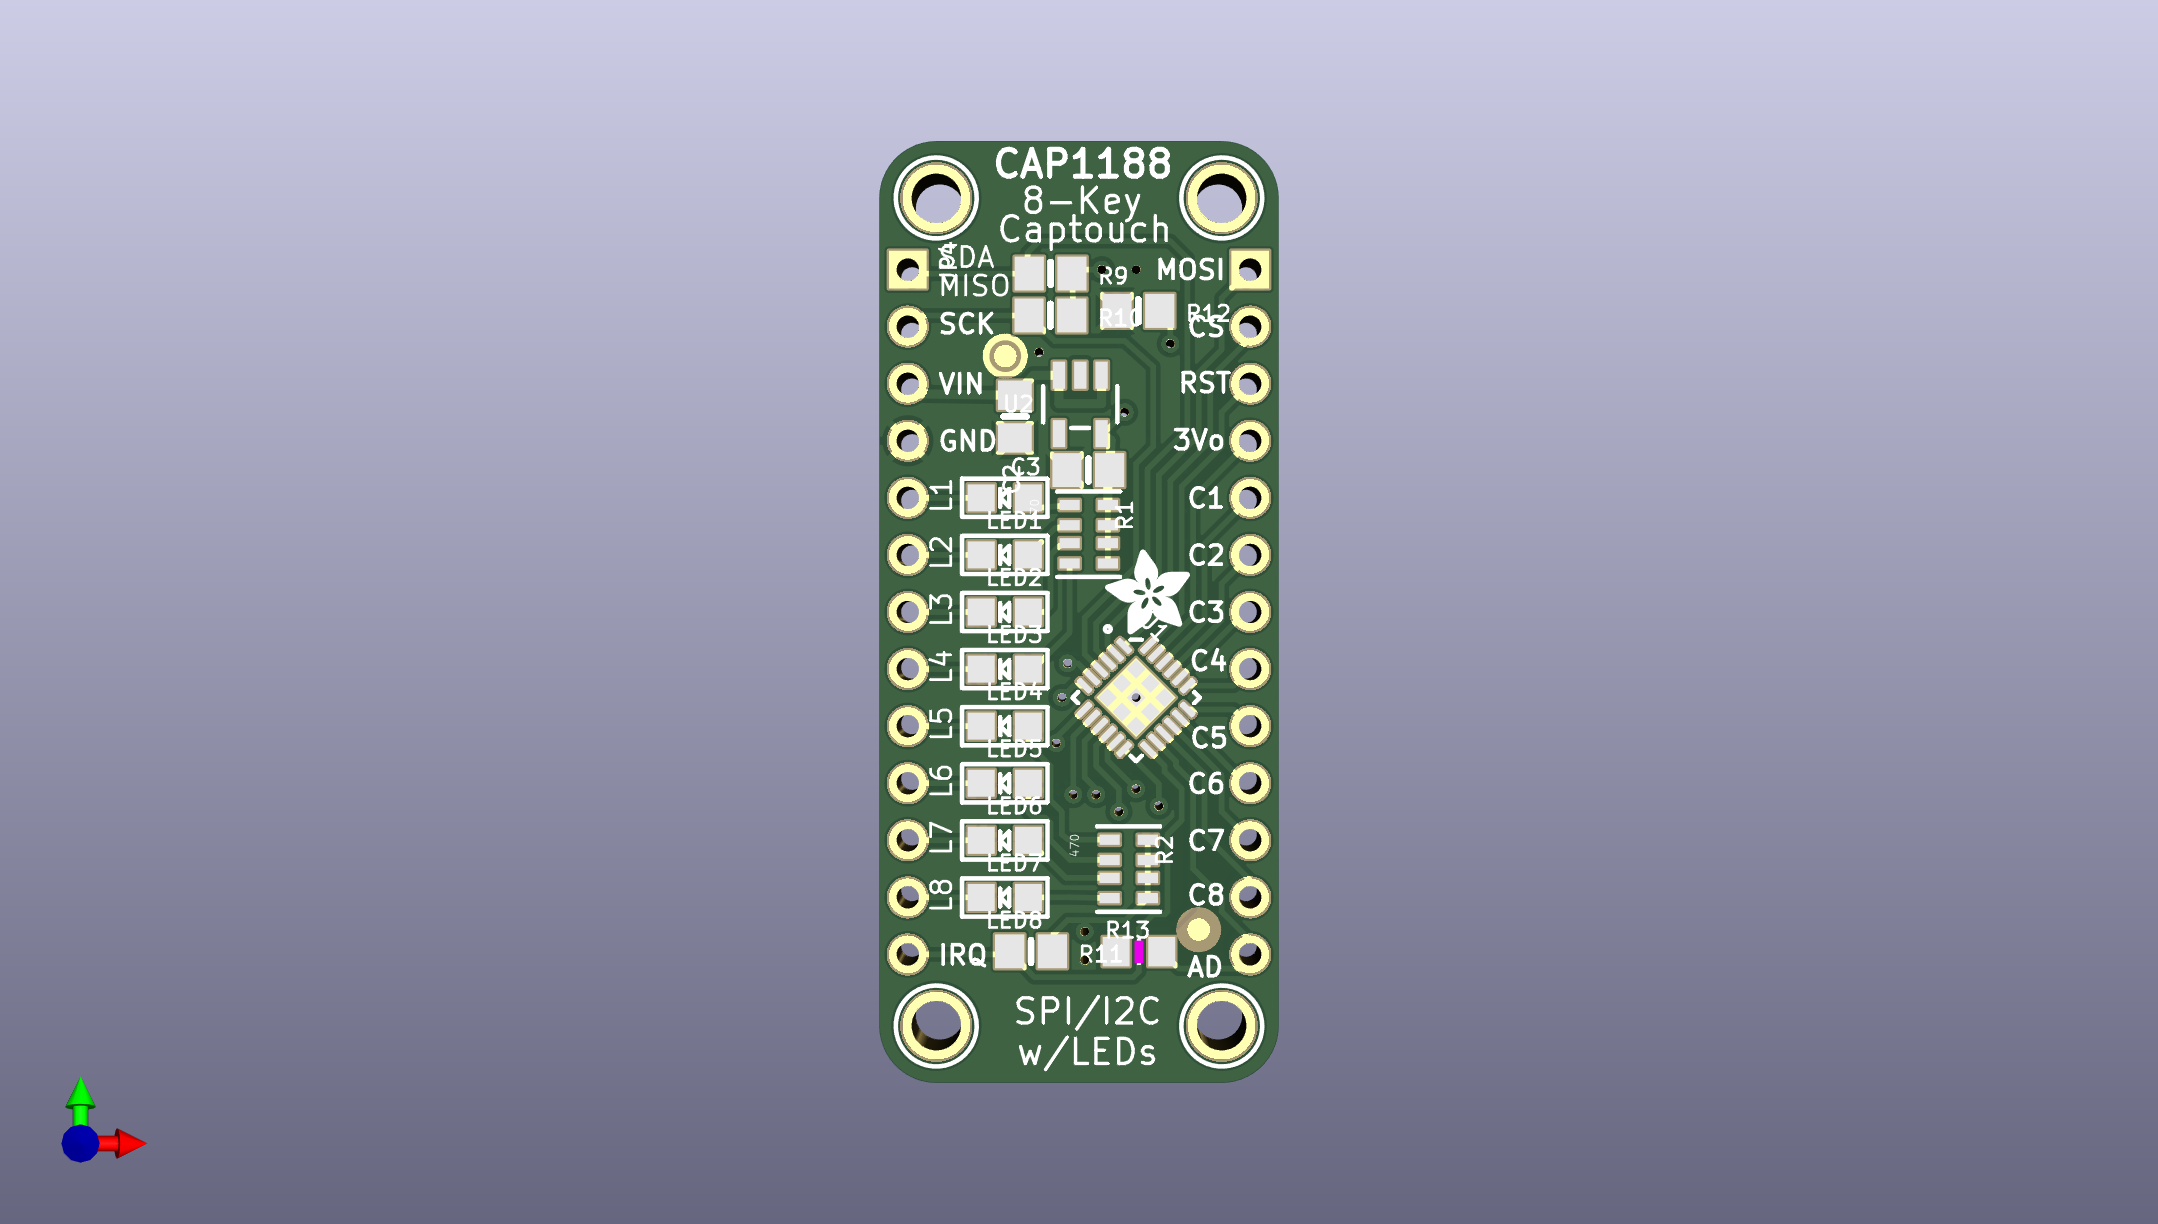 CAP1188
8-Key
Captouch
SDA
MISO
MOSI
R9
R10
R12
SCK
CS
VIN
RST
U2
GND
3Vo
C3
C2
L1
LED1
R1
C1
L2
LED2
C2
L3
LED3
C3
U1
L4
LED4
C4
L5
LED5
C5
L6
LED6
C6
L7
LED7
470
R2
C7
L8
LED8
C8
R13
IRQ
R11
AD
SPI/I2C
w/LEDs